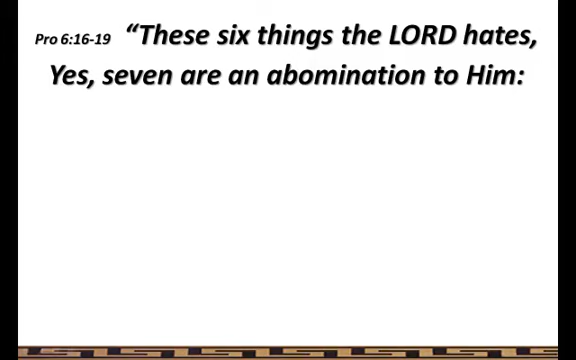 Pro 6:16-19 “These six things the LORD hates,
Yes, seven are an abomination to Him: